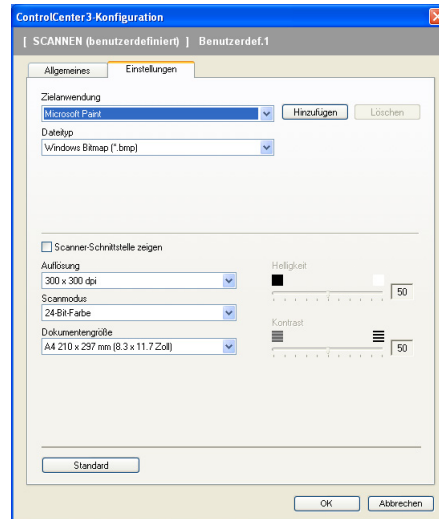 ControlCenter3-Konfiguration
[ SCANNEN (benutzerdefiniert) ] Benutzerdef.1
Allgemeines Einstellungen
Zielanwendung
Microsoft Paint Hinzufügen Löschen
Dateityp
Windows Bitmap (*.bmp)
Scanner-Schnittstelle zeigen
Auflösung Helligkeit
300 x 300 dpi 50
Scanmodus
24-Bit-Farbe
Kontrast
Dokumentengröße
A4 210 x 297 mm (8.3 x 11.7 Zoll) 50
Standard
OK Abbrechen